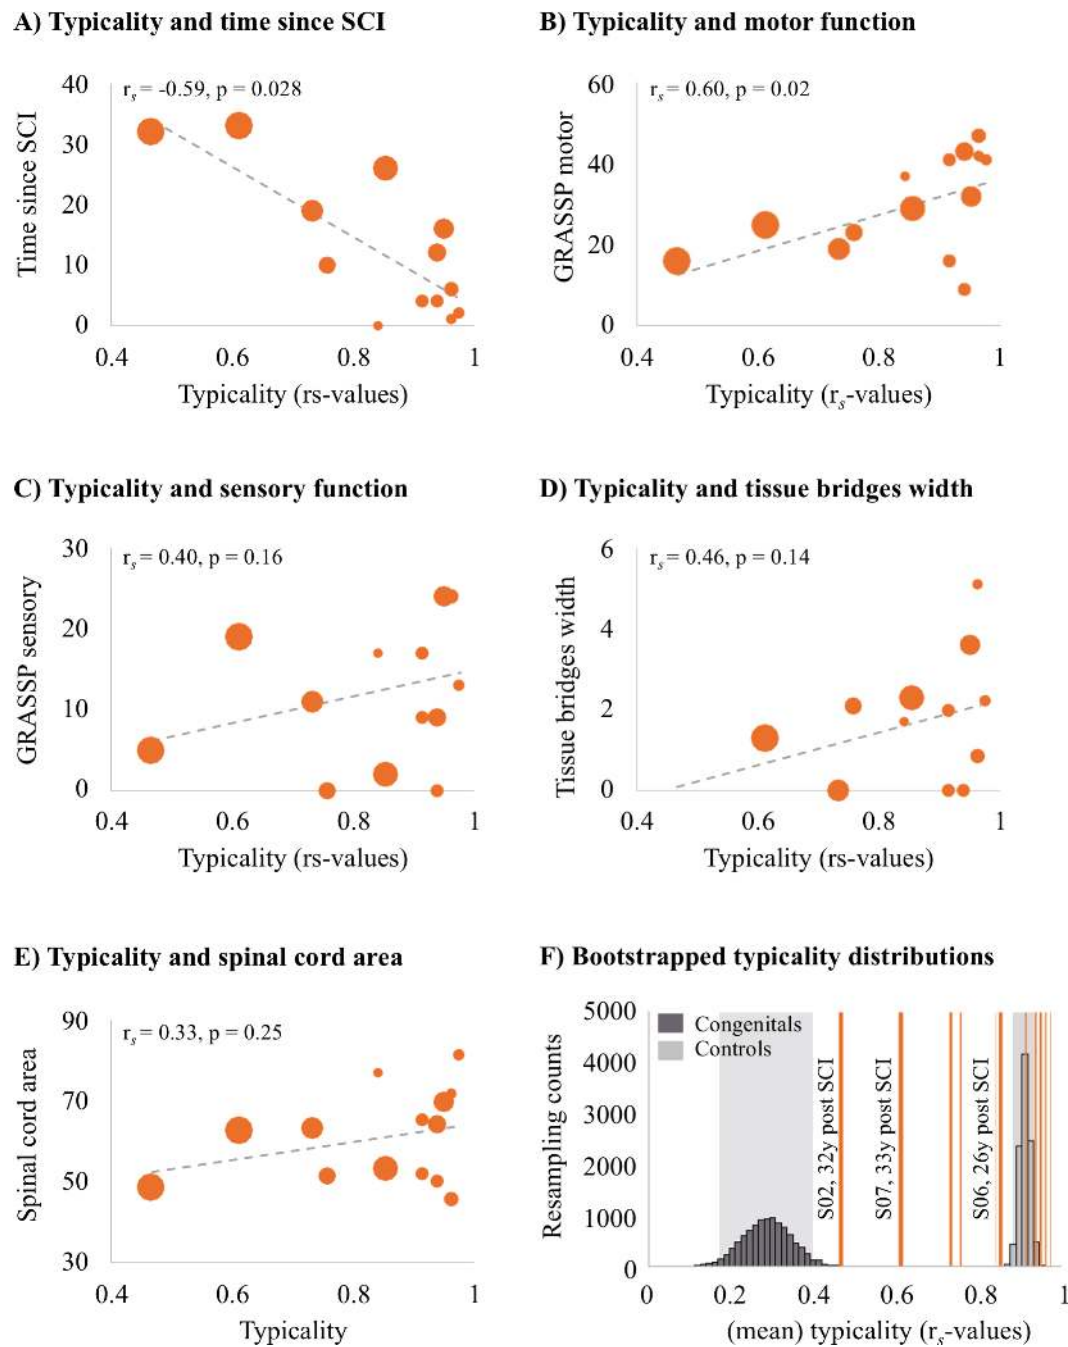 A) Typicality and time since SCI
r_s = -0.59, p = 0.028
Time since SCI
40
30
20
10
0
0.4 0.6 0.8 1
Typicality (rs-values)
B) Typicality and motor function
r_s = 0.60, p = 0.02
GRASSP motor
60
40
20
0
0.4 0.6 0.8 1
Typicality (r_s-values)
C) Typicality and sensory function
r_s = 0.40, p = 0.16
GRASSP sensory
30
20
10
0
0.4 0.6 0.8 1
Typicality (rs-values)
D) Typicality and tissue bridges width
r_s = 0.46, p = 0.14
Tissue bridges width
6
4
2
0
0.4 0.6 0.8 1
Typicality (rs-values)
E) Typicality and spinal cord area
r_s = 0.33, p = 0.25
Spinal cord area
90
70
50
30
0.4 0.6 0.8 1
Typicality
F) Bootstrapped typicality distributions
Resampling counts
5000
4000
3000
2000
1000
0
Congenitals
Controls
S02, 32y post SCI
S07, 33y post SCI
S06, 26y post SCI
0 0.2 0.4 0.6 0.8 1
(mean) typicality (r_s-values)